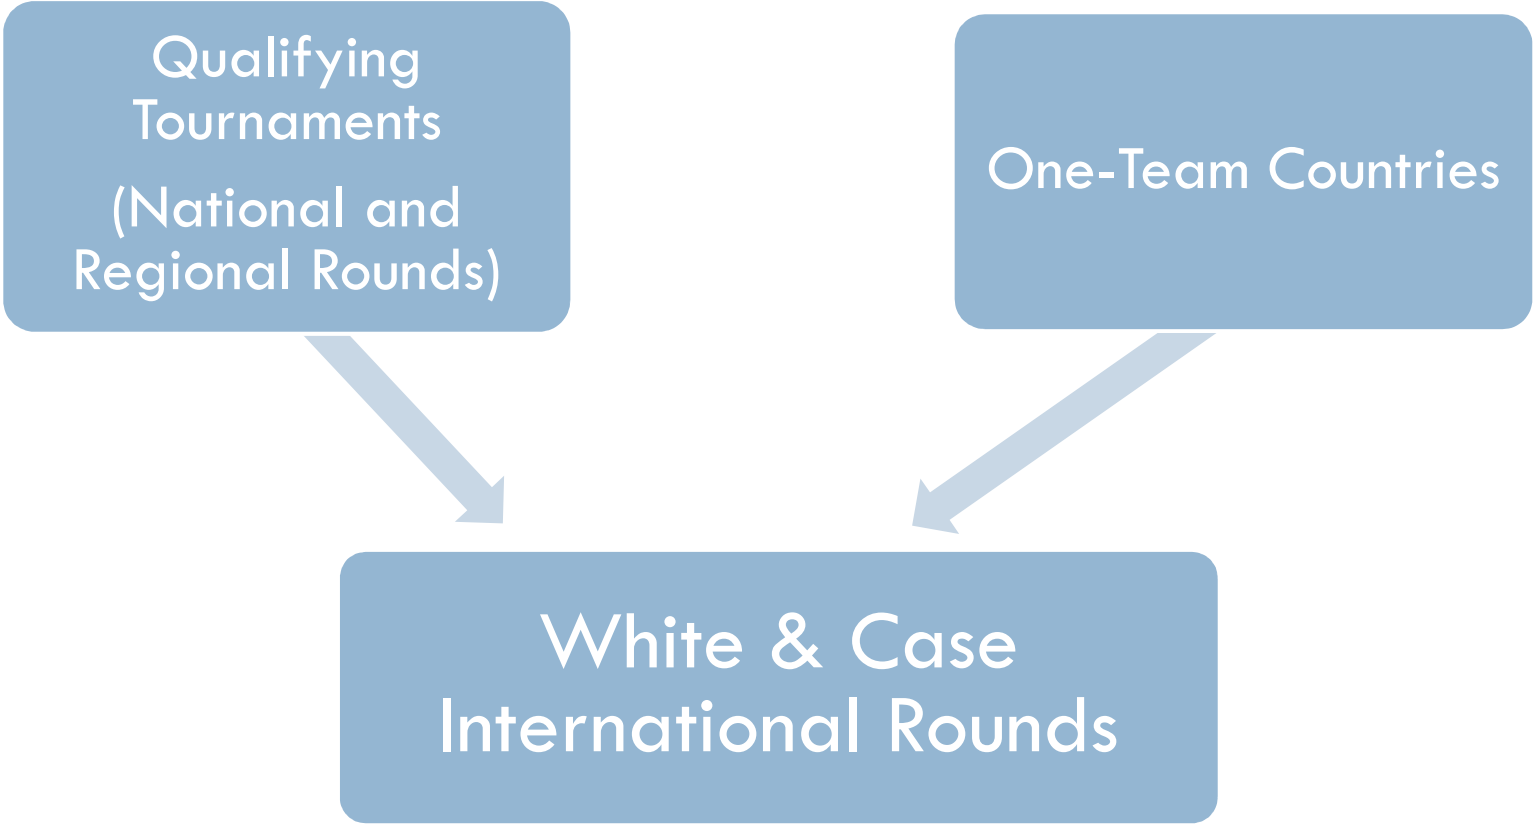 Qualifying
Tournaments
(National and
Regional Rounds)
One-Team Countries
White & Case
International Rounds